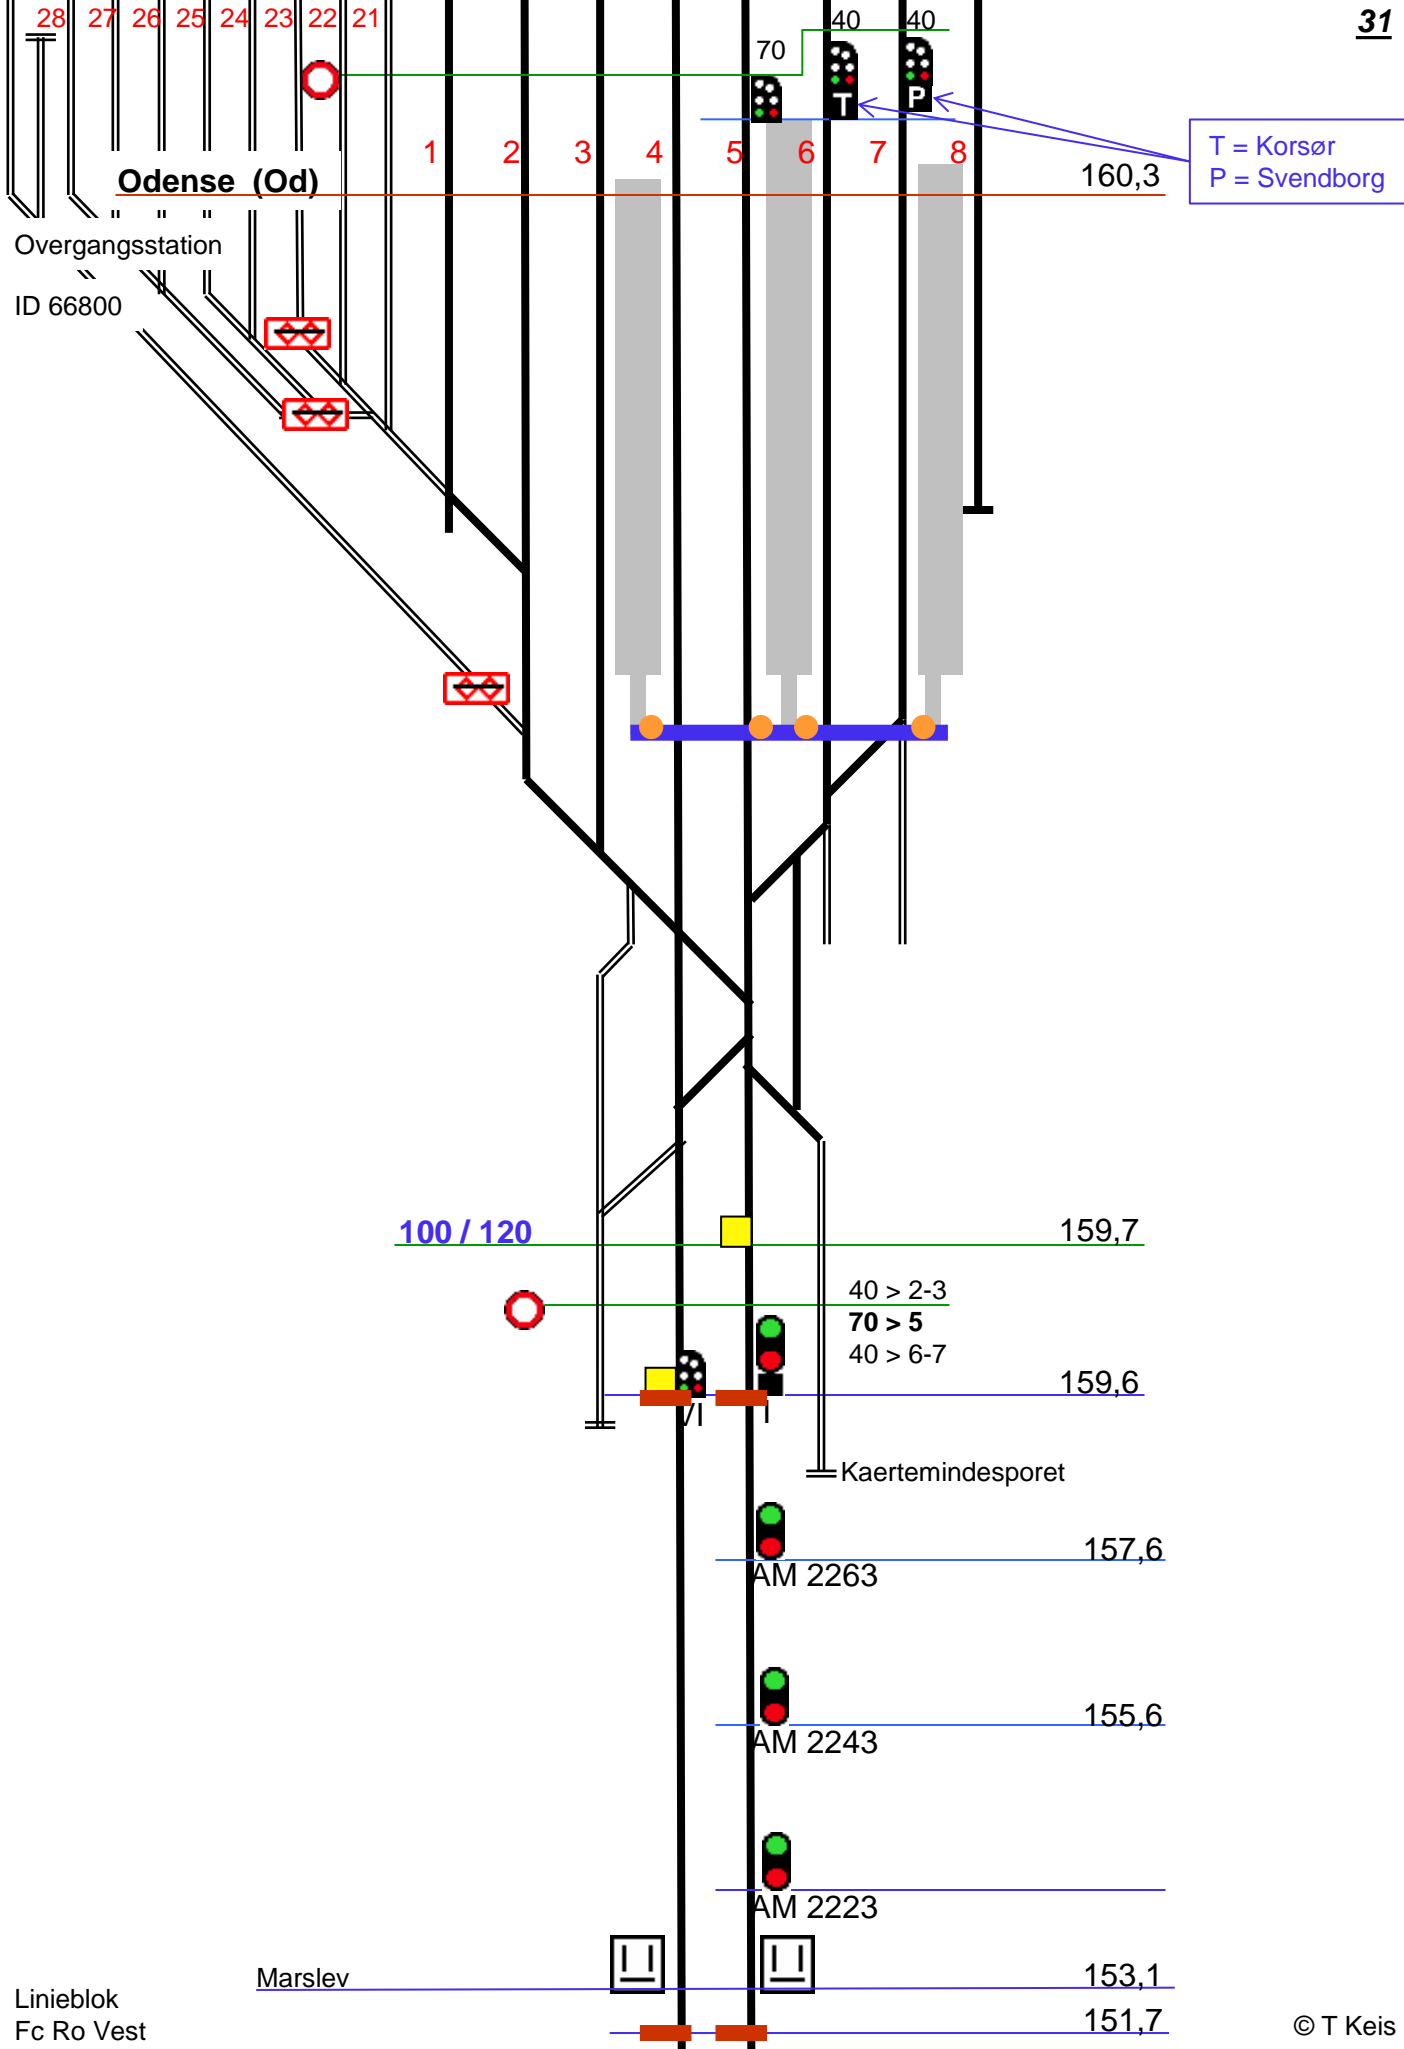 28 27 26 25 24 23 22 21
40 40
31
70
T P
T = Korsør
P = Svendborg
1 2 3 4 5 6 7 8
Odense (Od)
160,3
Overgangsstation
ID 66800
100 / 120
159,7
40 > 2-3
70 > 5
40 > 6-7
159,6
VI I
Kaertemindesporet
157,6
AM 2263
155,6
AM 2243
AM 2223
Marslev
153,1
Linieblok
Fc Ro Vest
151,7
© T Keis